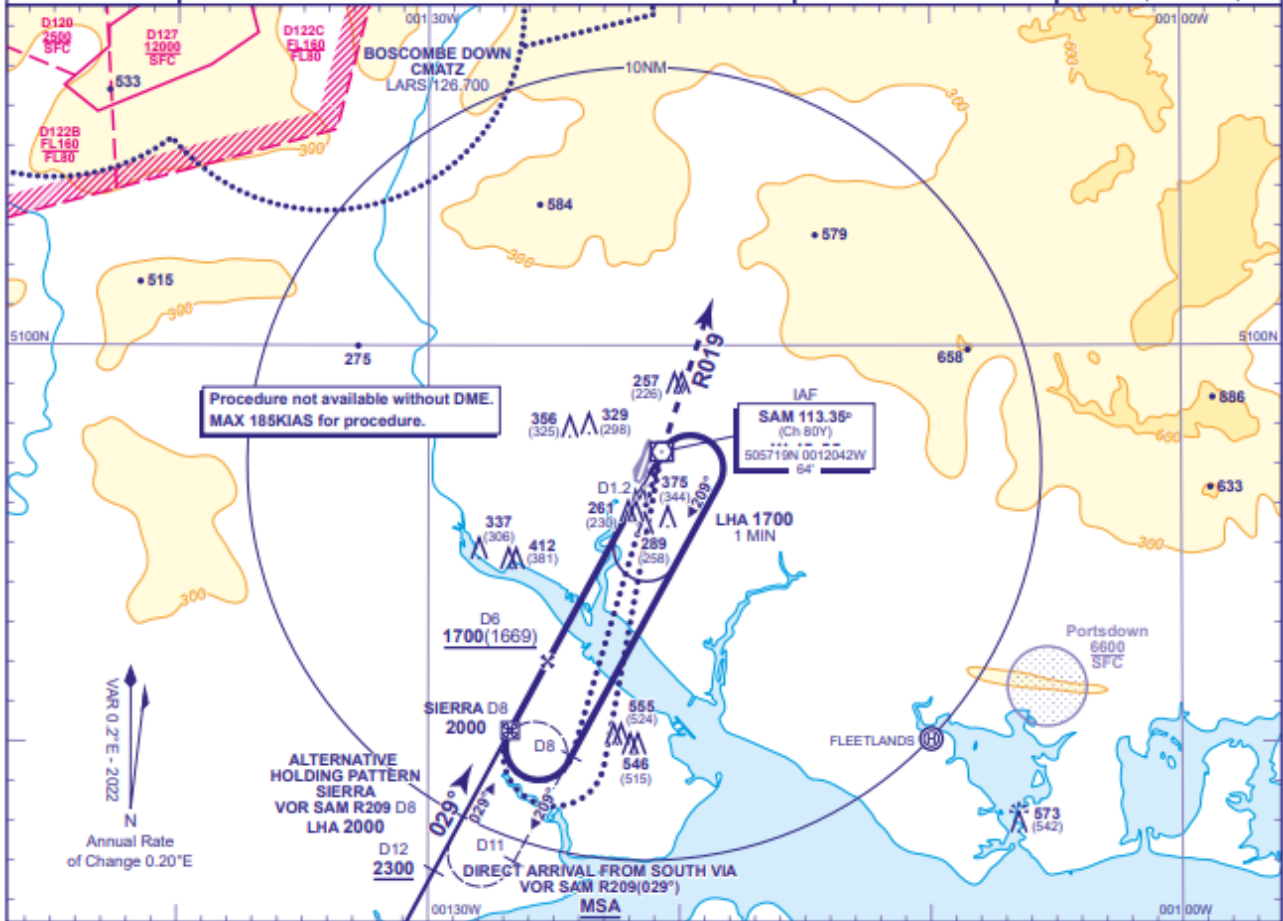 001'30W
001'00W
D120
2500
SFC
D127
12000
SFC
D122C
FL160
FL80
BOSCOMBE DOWN
CMATZ
LARS 126.700
10NM
600
533
300
D122B
FL160
FL80
300
584
579
515
300
300
5100N
5100N
275
658
R019
257
(226)
Procedure not available without DME.
MAX 185KIAS for procedure.
356
(325)
329
(298)
IAF
SAM 113.35D
(Ch 80Y)
505719N 0012042W
64'
886
600
633
D1.2
375
(344)
209°
261
(230)
LHA 1700
1 MIN
337
(306)
412
(381)
289
(258)
300
300
D6
1700(1669)
Portsdown
6600
SFC
VAR 0.2°E - 2022
SIERRA D8
2000
555
(524)
D8
FLEETLANDS
H
546
(515)
ALTERNATIVE
HOLDING PATTERN
SIERRA
VOR SAM R209 D8
LHA 2000
029°
029°
209°
N
Annual Rate
of Change 0.20°E
573
(542)
D12
2300
D11
DIRECT ARRIVAL FROM SOUTH VIA
VOR SAM R209(029°)
MSA
001'30W
001'00W